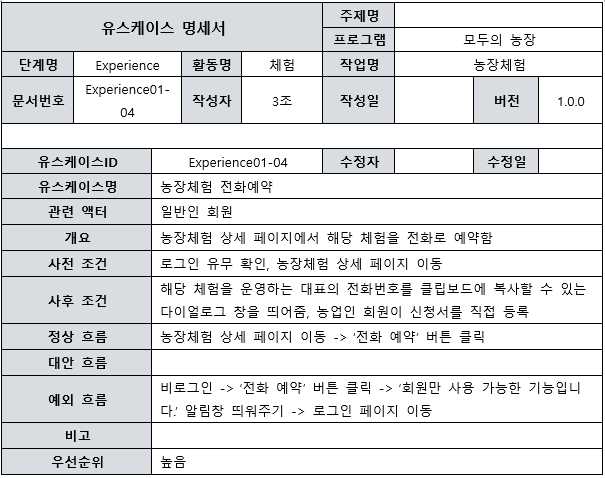 유스케이스 명세서 주제명
프로그램 모두의 농장
단계명 Experience 활동명 체험 작업명 농장체험
문서번호 Experience01-
04 작성자 3조 작성일 버전 1.0.0
유스케이스ID Experience01-04 수정자 수정일
유스케이스명 농장체험 전화예약
관련 액터 일반인 회원
개요 농장체험 상세 페이지에서 해당 체험을 전화로 예약함
사전 조건 로그인 유무 확인, 농장체험 상세 페이지 이동
사후 조건 해당 체험을 운영하는 대표의 전화번호를 클립보드에 복사할 수 있는
다이얼로그 창을 띄어줌, 농업인 회원이 신청서를 직접 등록
정상 흐름 농장체험 상세 페이지 이동 -> ‘전화 예약’ 버튼 클릭
대안 흐름
예외 흐름 비로그인 -> ‘전화 예약’ 버튼 클릭 -> ‘회원만 사용 가능한 기능입니
다.’ 알림창 띄워주기 -> 로그인 페이지 이동
비고
우선순위 높음